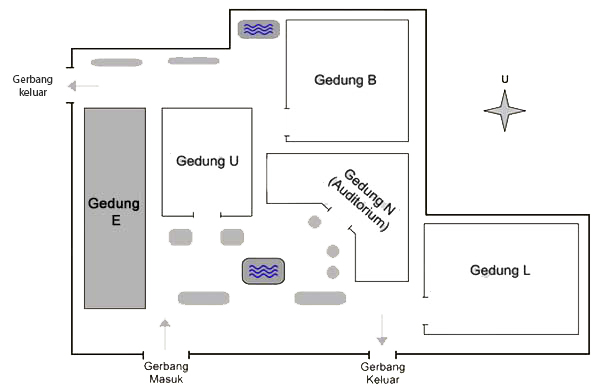 Gerbang
keluar
Gedung B
U
Gedung U
Gedung N
(Auditorium)
Gedung
E
Gedung L
Gerbang
Masuk
Gerbang
Keluar